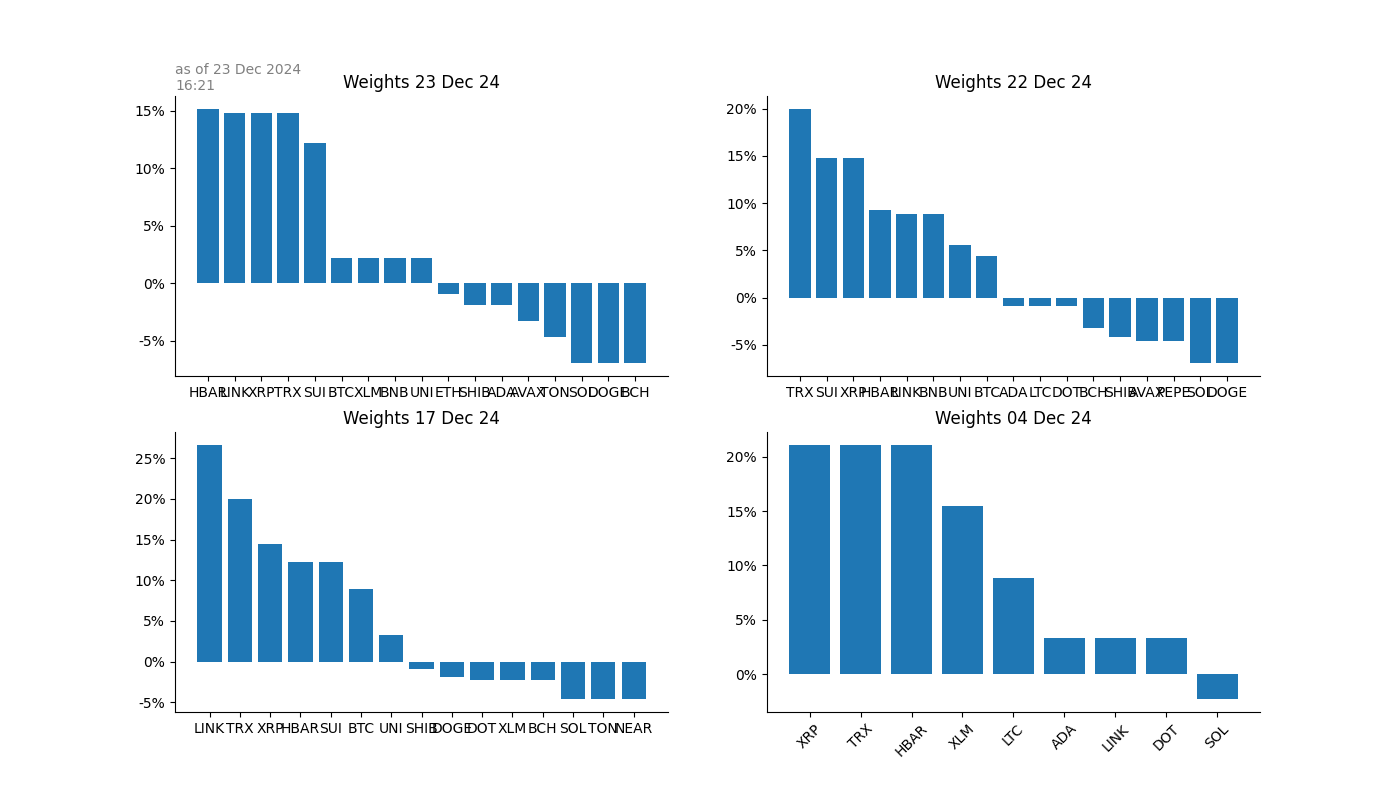 as of 23 Dec 2024
16:21
Weights 23 Dec 24
15%
10%
5%
0%
-5%
HBAR LINK XRP TRX SUI BTC XLM BNB UNI ETH SHIB ADA AVAX TON SOL DOGE BCH
Weights 22 Dec 24
20%
15%
10%
5%
0%
-5%
TRX SUI XRP HBAR LINK BNB UNI BTC ADA LTC DOT BCH SHIB AVAX PEPE SOL DOGE
Weights 17 Dec 24
25%
20%
15%
10%
5%
0%
-5%
LINK TRX XRP HBAR SUI BTC UNI SHIB DOGE DOT XLM BCH SOL TON NEAR
Weights 04 Dec 24
20%
15%
10%
5%
0%
XRP TRX HBAR XLM LTC ADA LINK DOT SOL